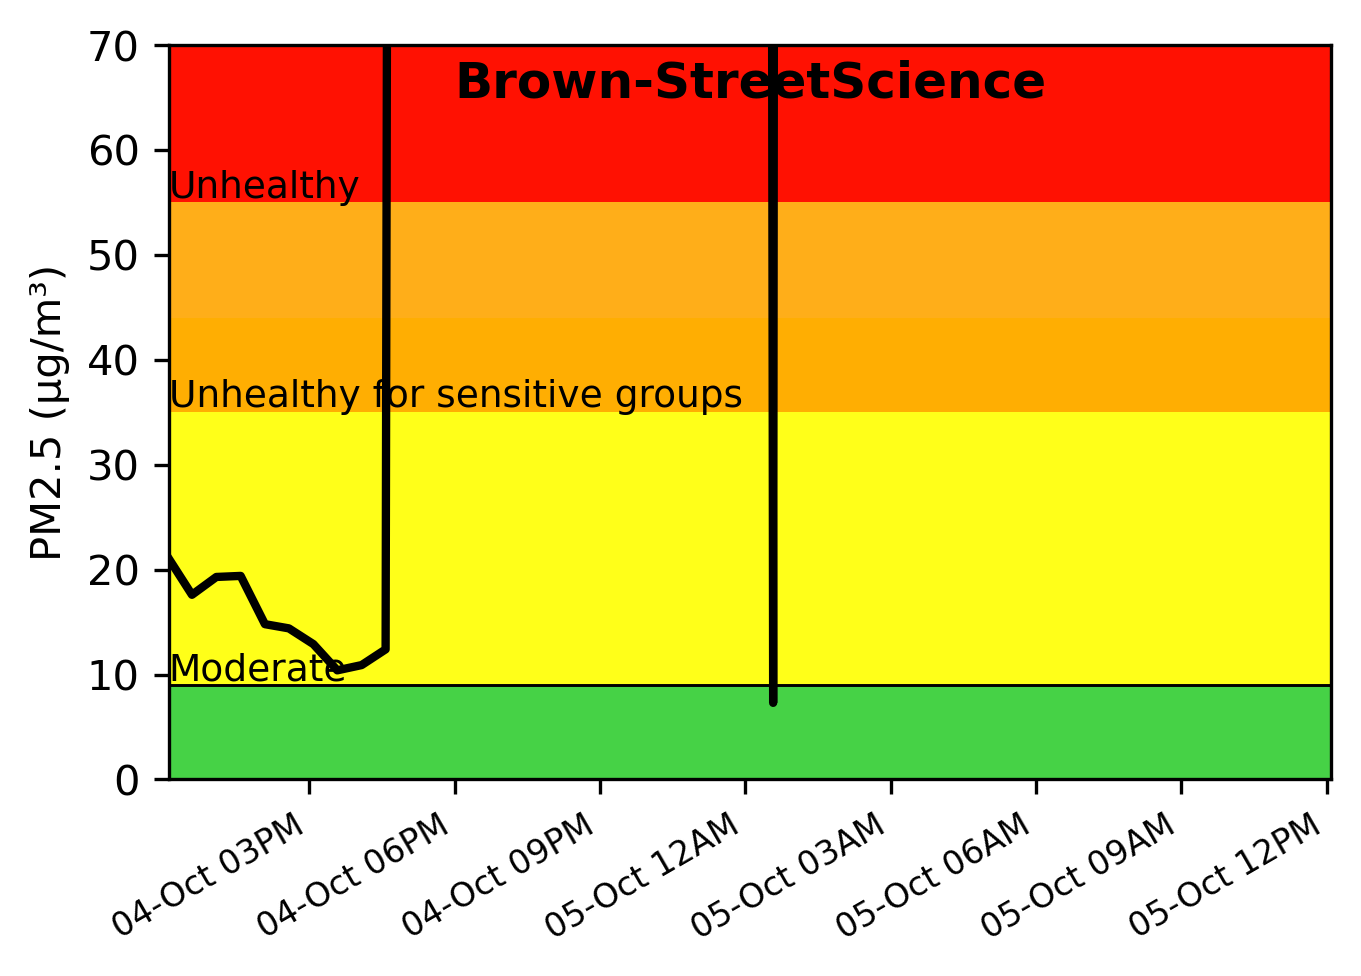 Brown-StreetScience
PM2.5 (µg/m³)
70
60
50
40
30
20
10
0
Unhealthy
Unhealthy for sensitive groups
Moderate
04-Oct 03PM
04-Oct 06PM
04-Oct 09PM
05-Oct 12AM
05-Oct 03AM
05-Oct 06AM
05-Oct 09AM
05-Oct 12PM